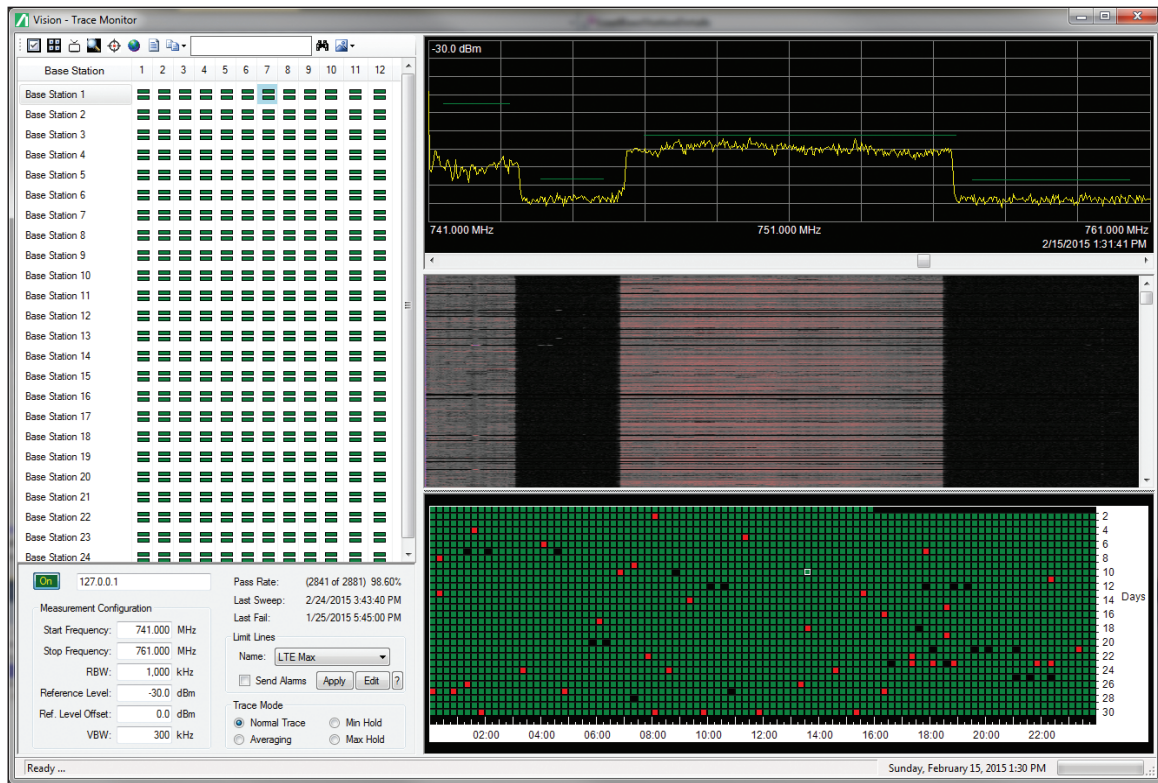 Vision - Trace Monitor
Base Station 1 2 3 4 5 6 7 8 9 10 11 12
Base Station 1
Base Station 2
Base Station 3
Base Station 4
Base Station 5
Base Station 6
Base Station 7
Base Station 8
Base Station 9
Base Station 10
Base Station 11
Base Station 12
Base Station 13
Base Station 14
Base Station 15
Base Station 16
Base Station 17
Base Station 18
Base Station 19
Base Station 20
Base Station 21
Base Station 22
Base Station 23
Base Station 24
On 127.0.0.1
Measurement Configuration
Start Frequency: 741.000 MHz
Stop Frequency: 761.000 MHz
RBW: 1,000 kHz
Reference Level: -30.0 dBm
Ref. Level Offset: 0.0 dBm
VBW: 300 kHz
Pass Rate: (2841 of 2881) 98.60%
Last Sweep: 2/24/2015 3:43:40 PM
Last Fail: 1/25/2015 5:45:00 PM
Limit Lines
Name: LTE Max
Send Alarms Apply Edit ?
Trace Mode
Normal Trace Min Hold
Averaging Max Hold
-30.0 dBm
741.000 MHz 751.000 MHz 761.000 MHz
2/15/2015 1:31:41 PM
2
4
6
8
10
12
14
16
18
20
22
24
26
28
30
Days
02:00 04:00 06:00 08:00 10:00 12:00 14:00 16:00 18:00 20:00 22:00
Ready ... Sunday, February 15, 2015 1:30 PM